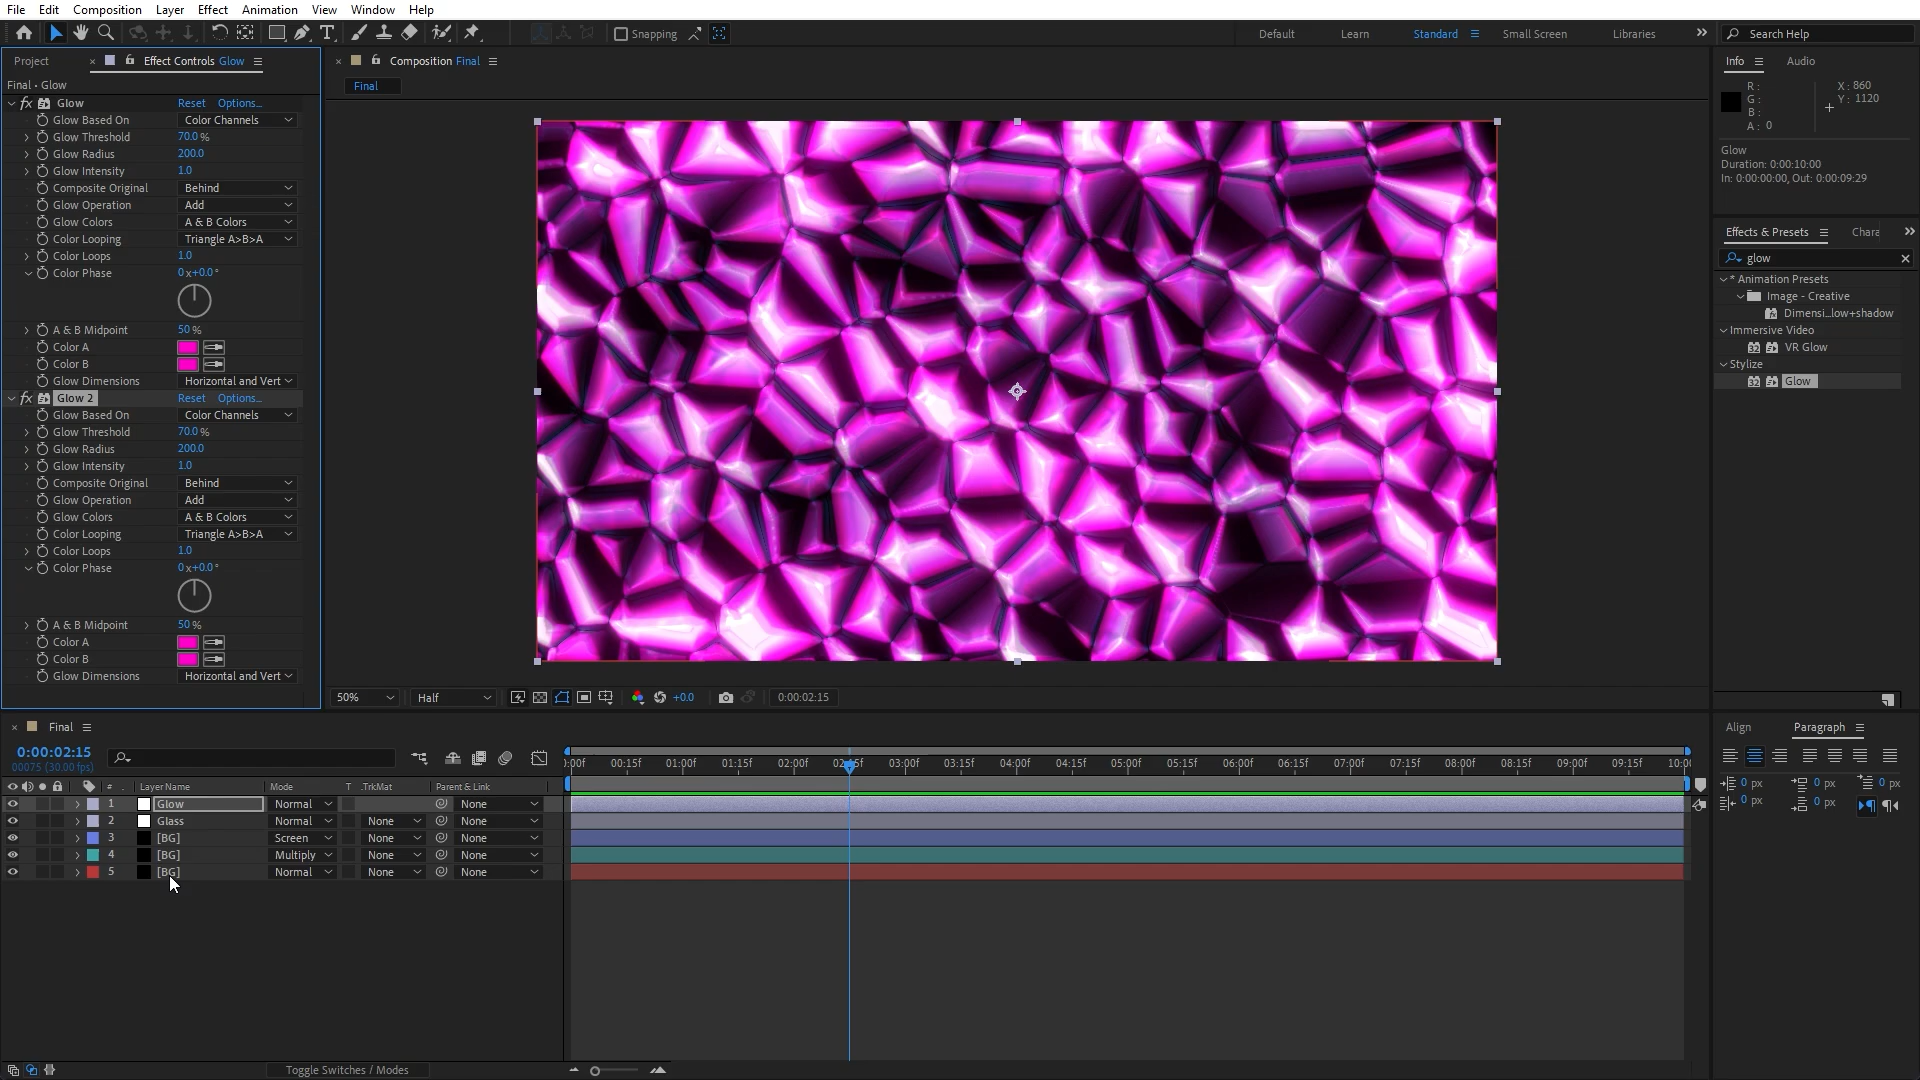 File Edit Composition Layer Effect Animation View Window Help
Snapping
Default Learn Standard Small Screen Libraries
Search Help
Project
Effect Controls Glow
Final • Glow
fx Glow Reset Options...
Glow Based On Color Channels
Glow Threshold 70.0 %
Glow Radius 200.0
Glow Intensity 1.0
Composite Original Behind
Glow Operation Add
Glow Colors A & B Colors
Color Looping Triangle A>B>A
Color Loops 1.0
Color Phase 0 x+0.0 °
A & B Midpoint 50 %
Color A
Color B
Glow Dimensions Horizontal and Vert
fx Glow 2 Reset Options...
Glow Based On Color Channels
Glow Threshold 70.0 %
Glow Radius 200.0
Glow Intensity 1.0
Composite Original Behind
Glow Operation Add
Glow Colors A & B Colors
Color Looping Triangle A>B>A
Color Loops 1.0
Color Phase 0 x+0.0 °
A & B Midpoint 50 %
Color A
Color B
Glow Dimensions Horizontal and Vert
Composition Final
Final
50% Half +0.0 0:00:02:15
Info Audio
R :
G :
B :
A : 0
X : 860
Y : 1120
Glow
Duration: 0:00:10:00
In: 0:00:00:00, Out: 0:00:09:29
Effects & Presets Chara
glow
* Animation Presets
Image - Creative
Dimensi...low+shadow
Immersive Video
32 VR Glow
Stylize
32 Glow
Final
0:00:02:15
00075 (30.00 fps)
:00f 00:15f 01:00f 01:15f 02:00f 02:15f 03:00f 03:15f 04:00f 04:15f 05:00f 05:15f 06:00f 06:15f 07:00f 07:15f 08:00f 08:15f 09:00f 09:15f 10:0
# Layer Name Mode T .TrkMat Parent & Link
1 Glow Normal None
2 Glass Normal None None
3 [BG] Screen None None
4 [BG] Multiply None None
5 [BG] Normal None None
Toggle Switches / Modes
Align Paragraph
0 px 0 px 0 px
0 px 0 px